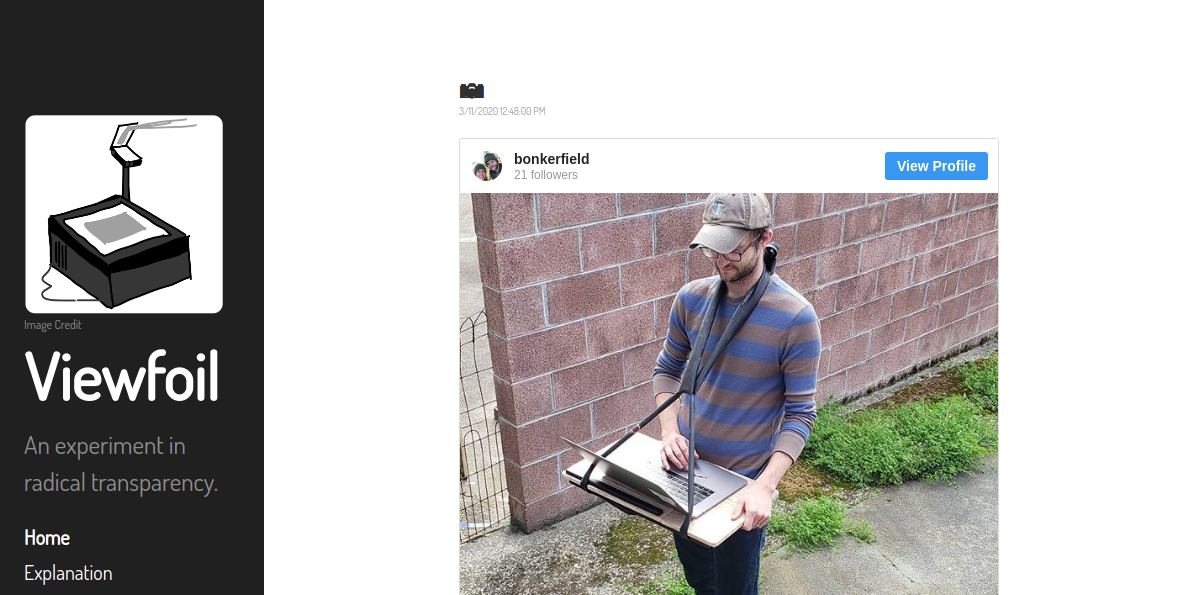 Image Credit
Viewfoil
An experiment in
radical transparency.
Home
Explanation
3/11/2020 12:48:00 PM
bonkerfield
21 followers
View Profile